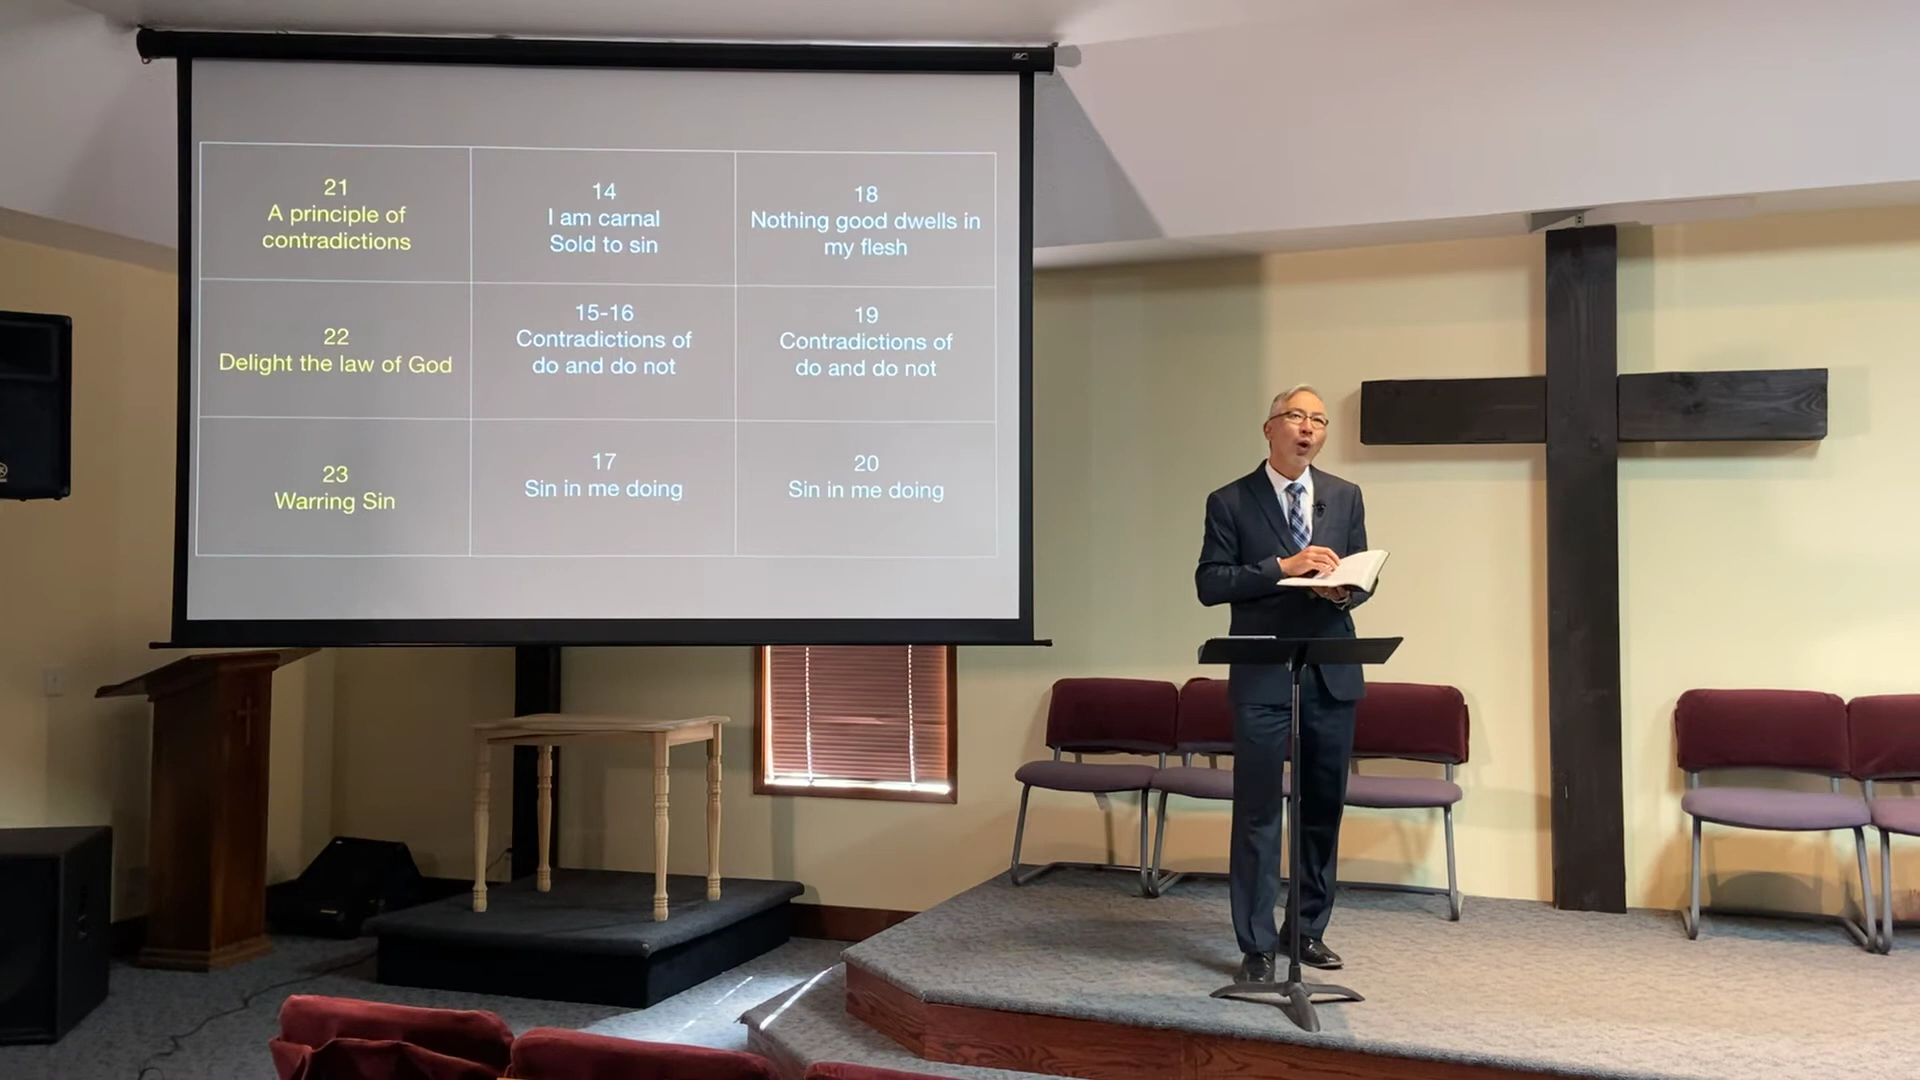 21
A principle of
contradictions
14
I am carnal
Sold to sin
18
Nothing good dwells in
my flesh
22
Delight the law of God
15-16
Contradictions of
do and do not
19
Contradictions of
do and do not
23
Warring Sin
17
Sin in me doing
20
Sin in me doing